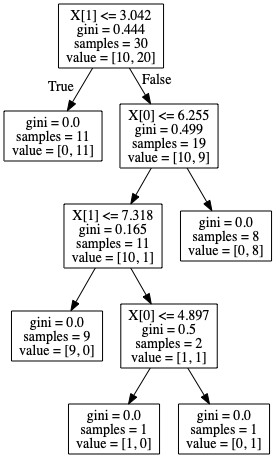 X[1] <= 3.042
gini = 0.444
samples = 30
value = [10, 20]
True
False
gini = 0.0
samples = 11
value = [0, 11]
X[0] <= 6.255
gini = 0.499
samples = 19
value = [10, 9]
X[1] <= 7.318
gini = 0.165
samples = 11
value = [10, 1]
gini = 0.0
samples = 8
value = [0, 8]
gini = 0.0
samples = 9
value = [9, 0]
X[0] <= 4.897
gini = 0.5
samples = 2
value = [1, 1]
gini = 0.0
samples = 1
value = [1, 0]
gini = 0.0
samples = 1
value = [0, 1]